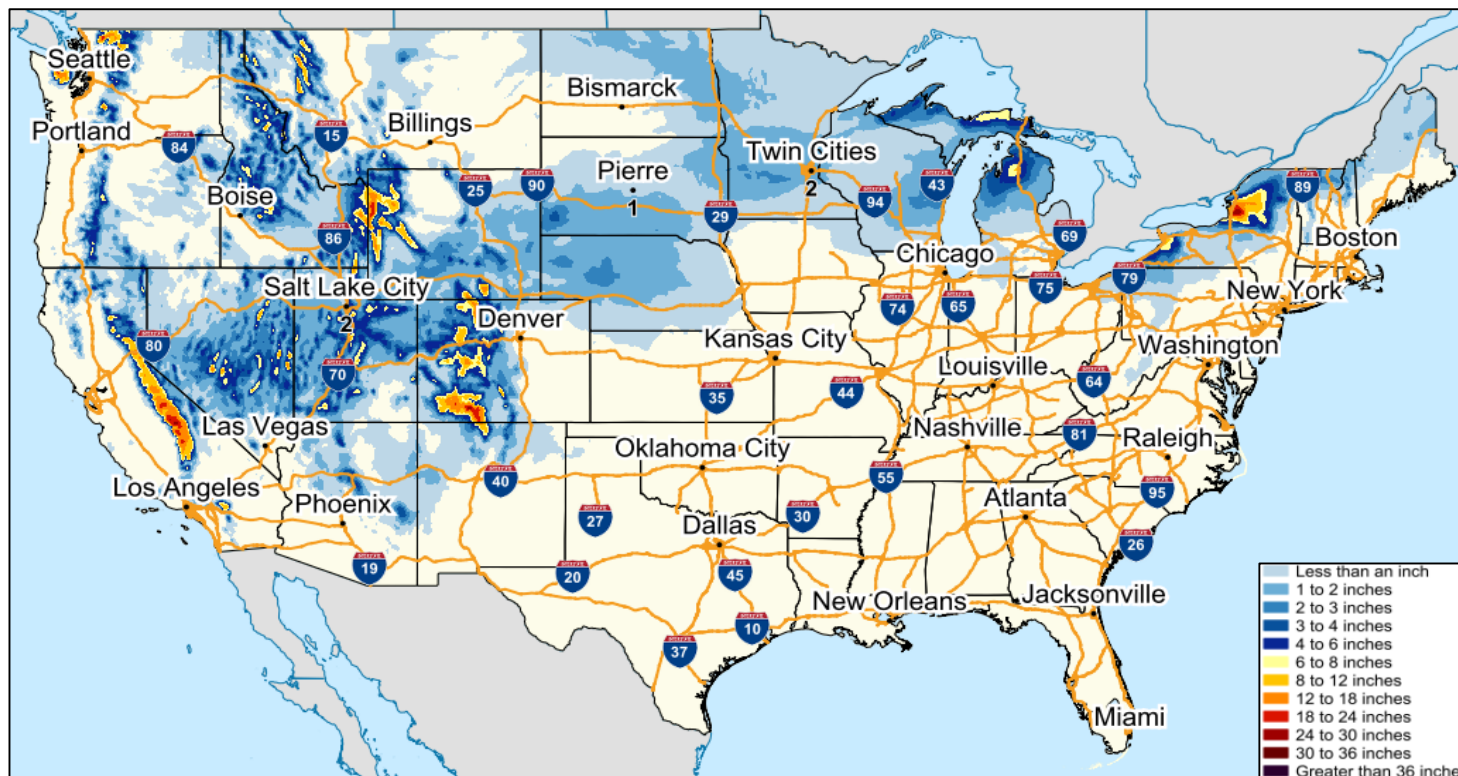 Seattle
Bismarck
Portland
84
15
Billings
Twin Cities
2
Pierre
1
25
90
43
94
89
Boise
29
86
69
Boston
Chicago
Salt Lake City
2
79
75
New York
74
65
Denver
80
Kansas City
Washington
70
Louisville
64
35
44
Las Vegas
Nashville
81
Raleigh
Oklahoma City
55
40
Los Angeles
95
Phoenix
Atlanta
27
30
Dallas
26
19
20
45
Less than an inch
1 to 2 inches
New Orleans
Jacksonville
2 to 3 inches
10
3 to 4 inches
37
4 to 6 inches
6 to 8 inches
8 to 12 inches
12 to 18 inches
Miami
18 to 24 inches
24 to 30 inches
30 to 36 inches
Greater than 36 inche